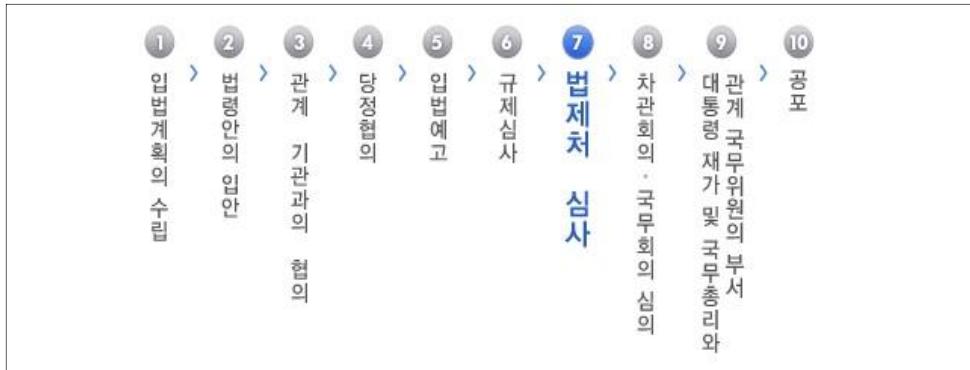 1
입법계획의 수립
2
법령안의 입안
3
관계 기관과의 협의
4
당정협의
5
입법예고
6
규제심사
7
법제처 심사
8
차관회의·국무회의 심의
9
대통령 재가 및 국무총리와
관계 국무위원의 부서
10
공포